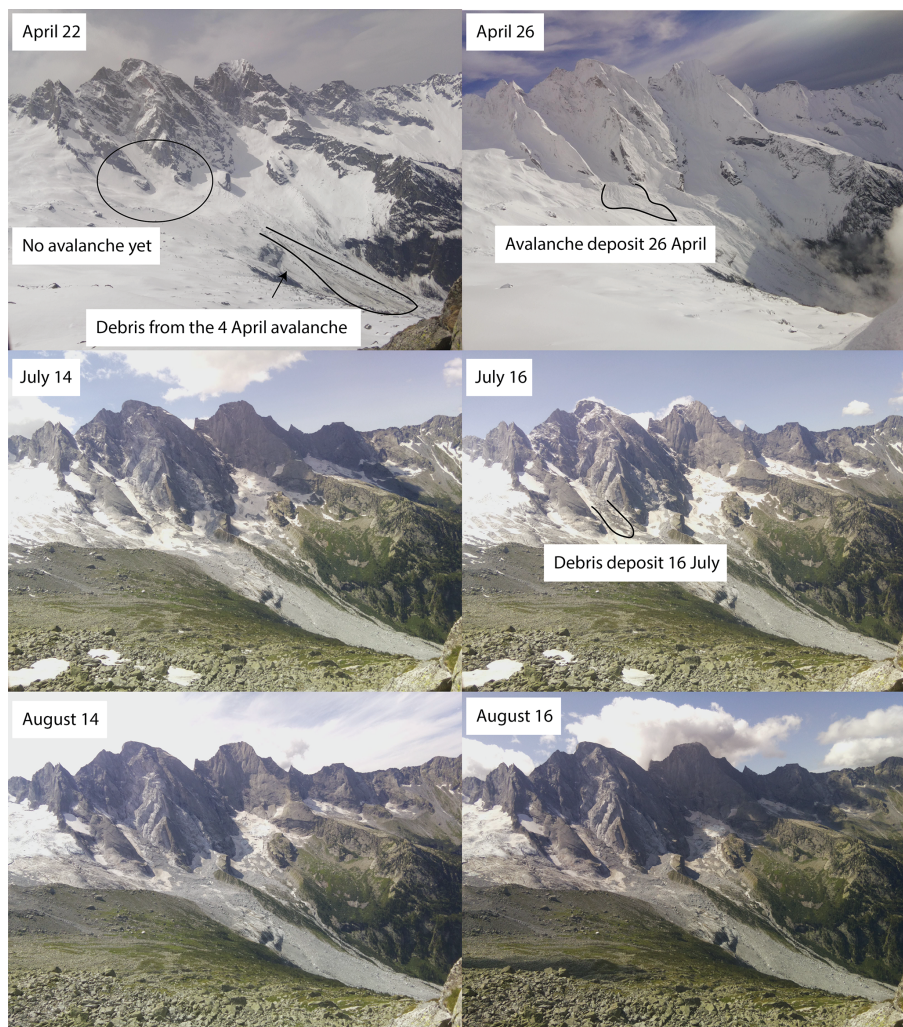 April 22
April 26
No avalanche yet
Avalanche deposit 26 April
Debris from the 4 April avalanche
July 14
July 16
Debris deposit 16 July
August 14
August 16